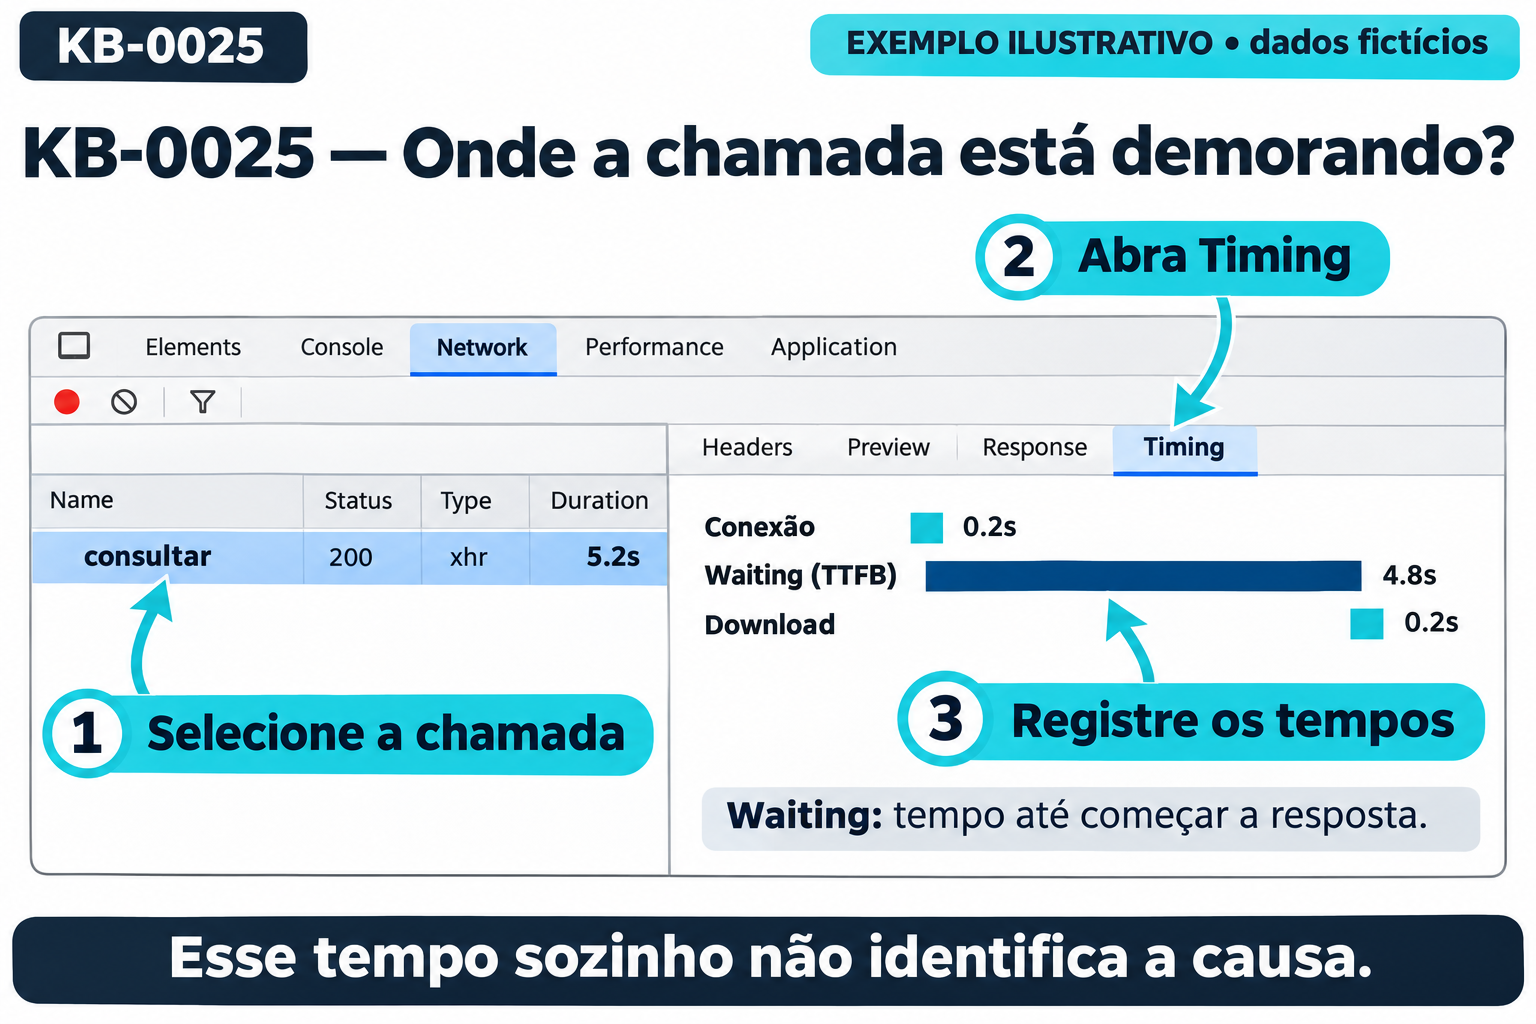 KB-0025
EXEMPLO ILUSTRATIVO • dados fictícios
KB-0025 — Onde a chamada está demorando?
2 Abra Timing
Elements Console Network Performance Application
Headers Preview Response Timing
Name Status Type Duration
consultar 200 xhr 5.2s
Conexão 0.2s
Waiting (TTFB) 4.8s
Download 0.2s
1 Selecione a chamada
3 Registre os tempos
Waiting: tempo até começar a resposta.
Esse tempo sozinho não identifica a causa.